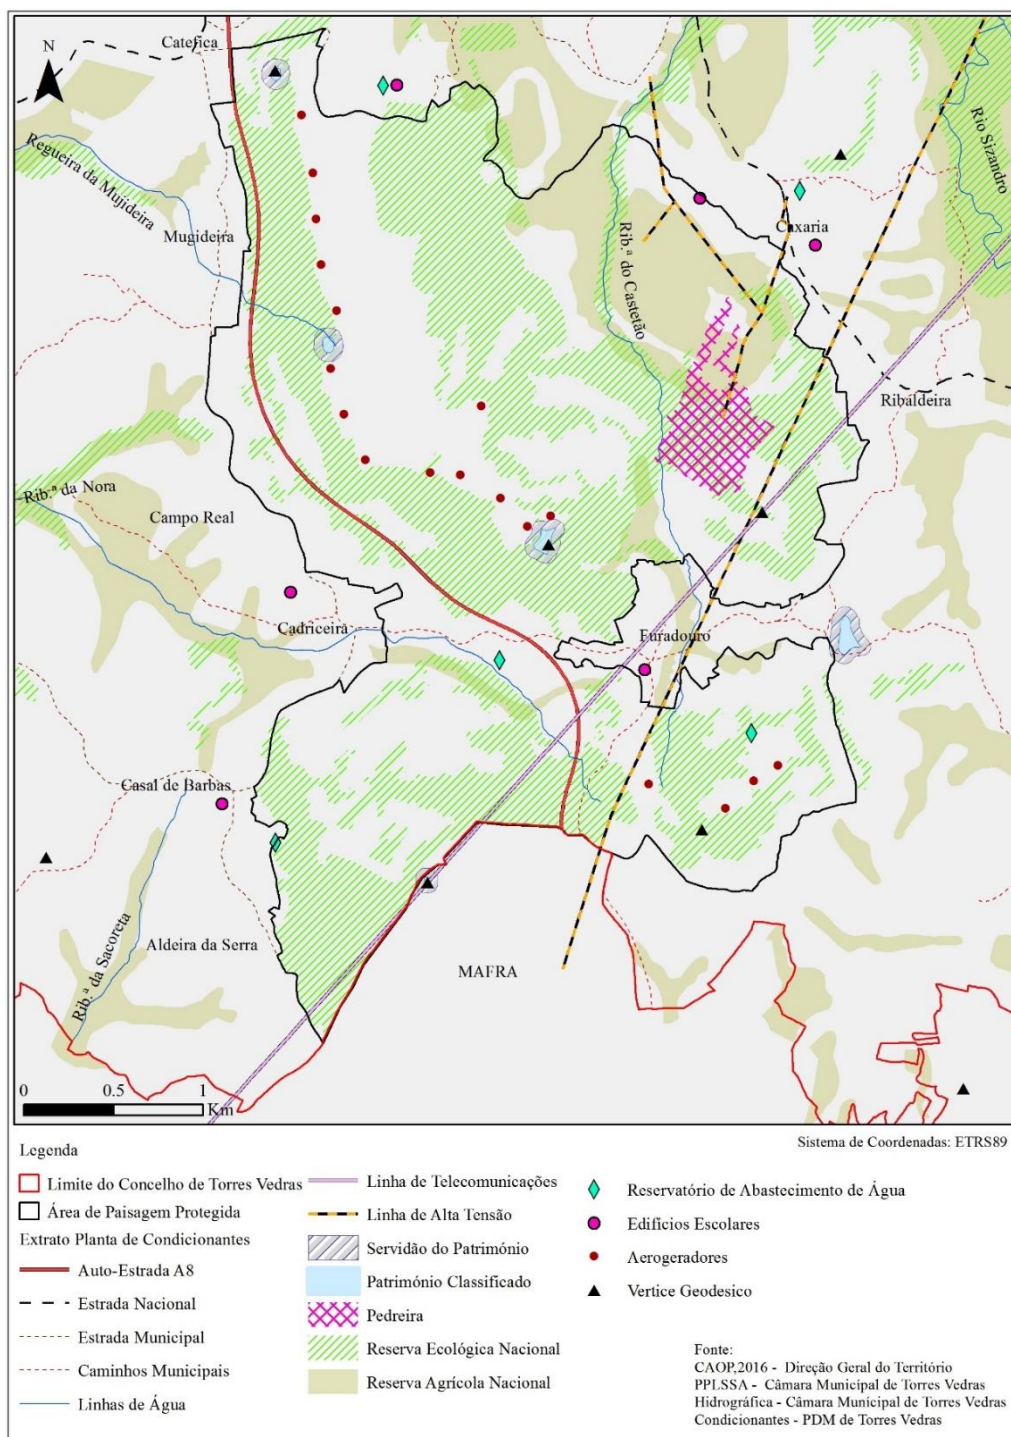 Catefica
N
Regueira da Mujideira
Rio Sizandro
Mugideira
Caxaria
Rib.ª do Castetão
Ribaldeira
Rib.ª da Nora
Campo Real
Cadriceira
Furadouro
Casal de Barbas
Rib.ª da Sacoreta
Aldeira da Serra
MAFRA
0 0.5 1
Km
Sistema de Coordenadas: ETRS89
Legenda
Limite do Concelho de Torres Vedras
Área de Paisagem Protegida
Extrato Planta de Condicionantes
Auto-Estrada A8
Estrada Nacional
Estrada Municipal
Caminhos Municipais
Linhas de Água
Linha de Telecomunicações
Linha de Alta Tensão
Servidão do Património
Património Classificado
Pedreira
Reserva Ecológica Nacional
Reserva Agrícola Nacional
Reservatório de Abastecimento de Água
Edifícios Escolares
Aerogeradores
Vertice Geodesico
Fonte:
CAOP,2016 - Direção Geral do Território
PPLSSA - Câmara Municipal de Torres Vedras
Hidrográfica - Câmara Municipal de Torres Vedras
Condicionantes - PDM de Torres Vedras